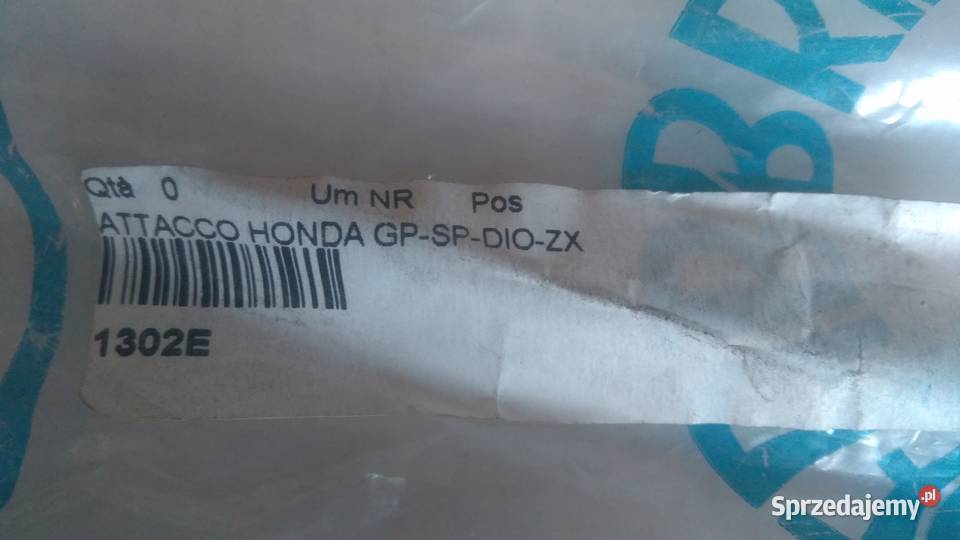 Qtà 0 Um NR Pos
ATTACCO HONDA GP-SP-DIO-ZX
1302E
Sprzedajemy.pl